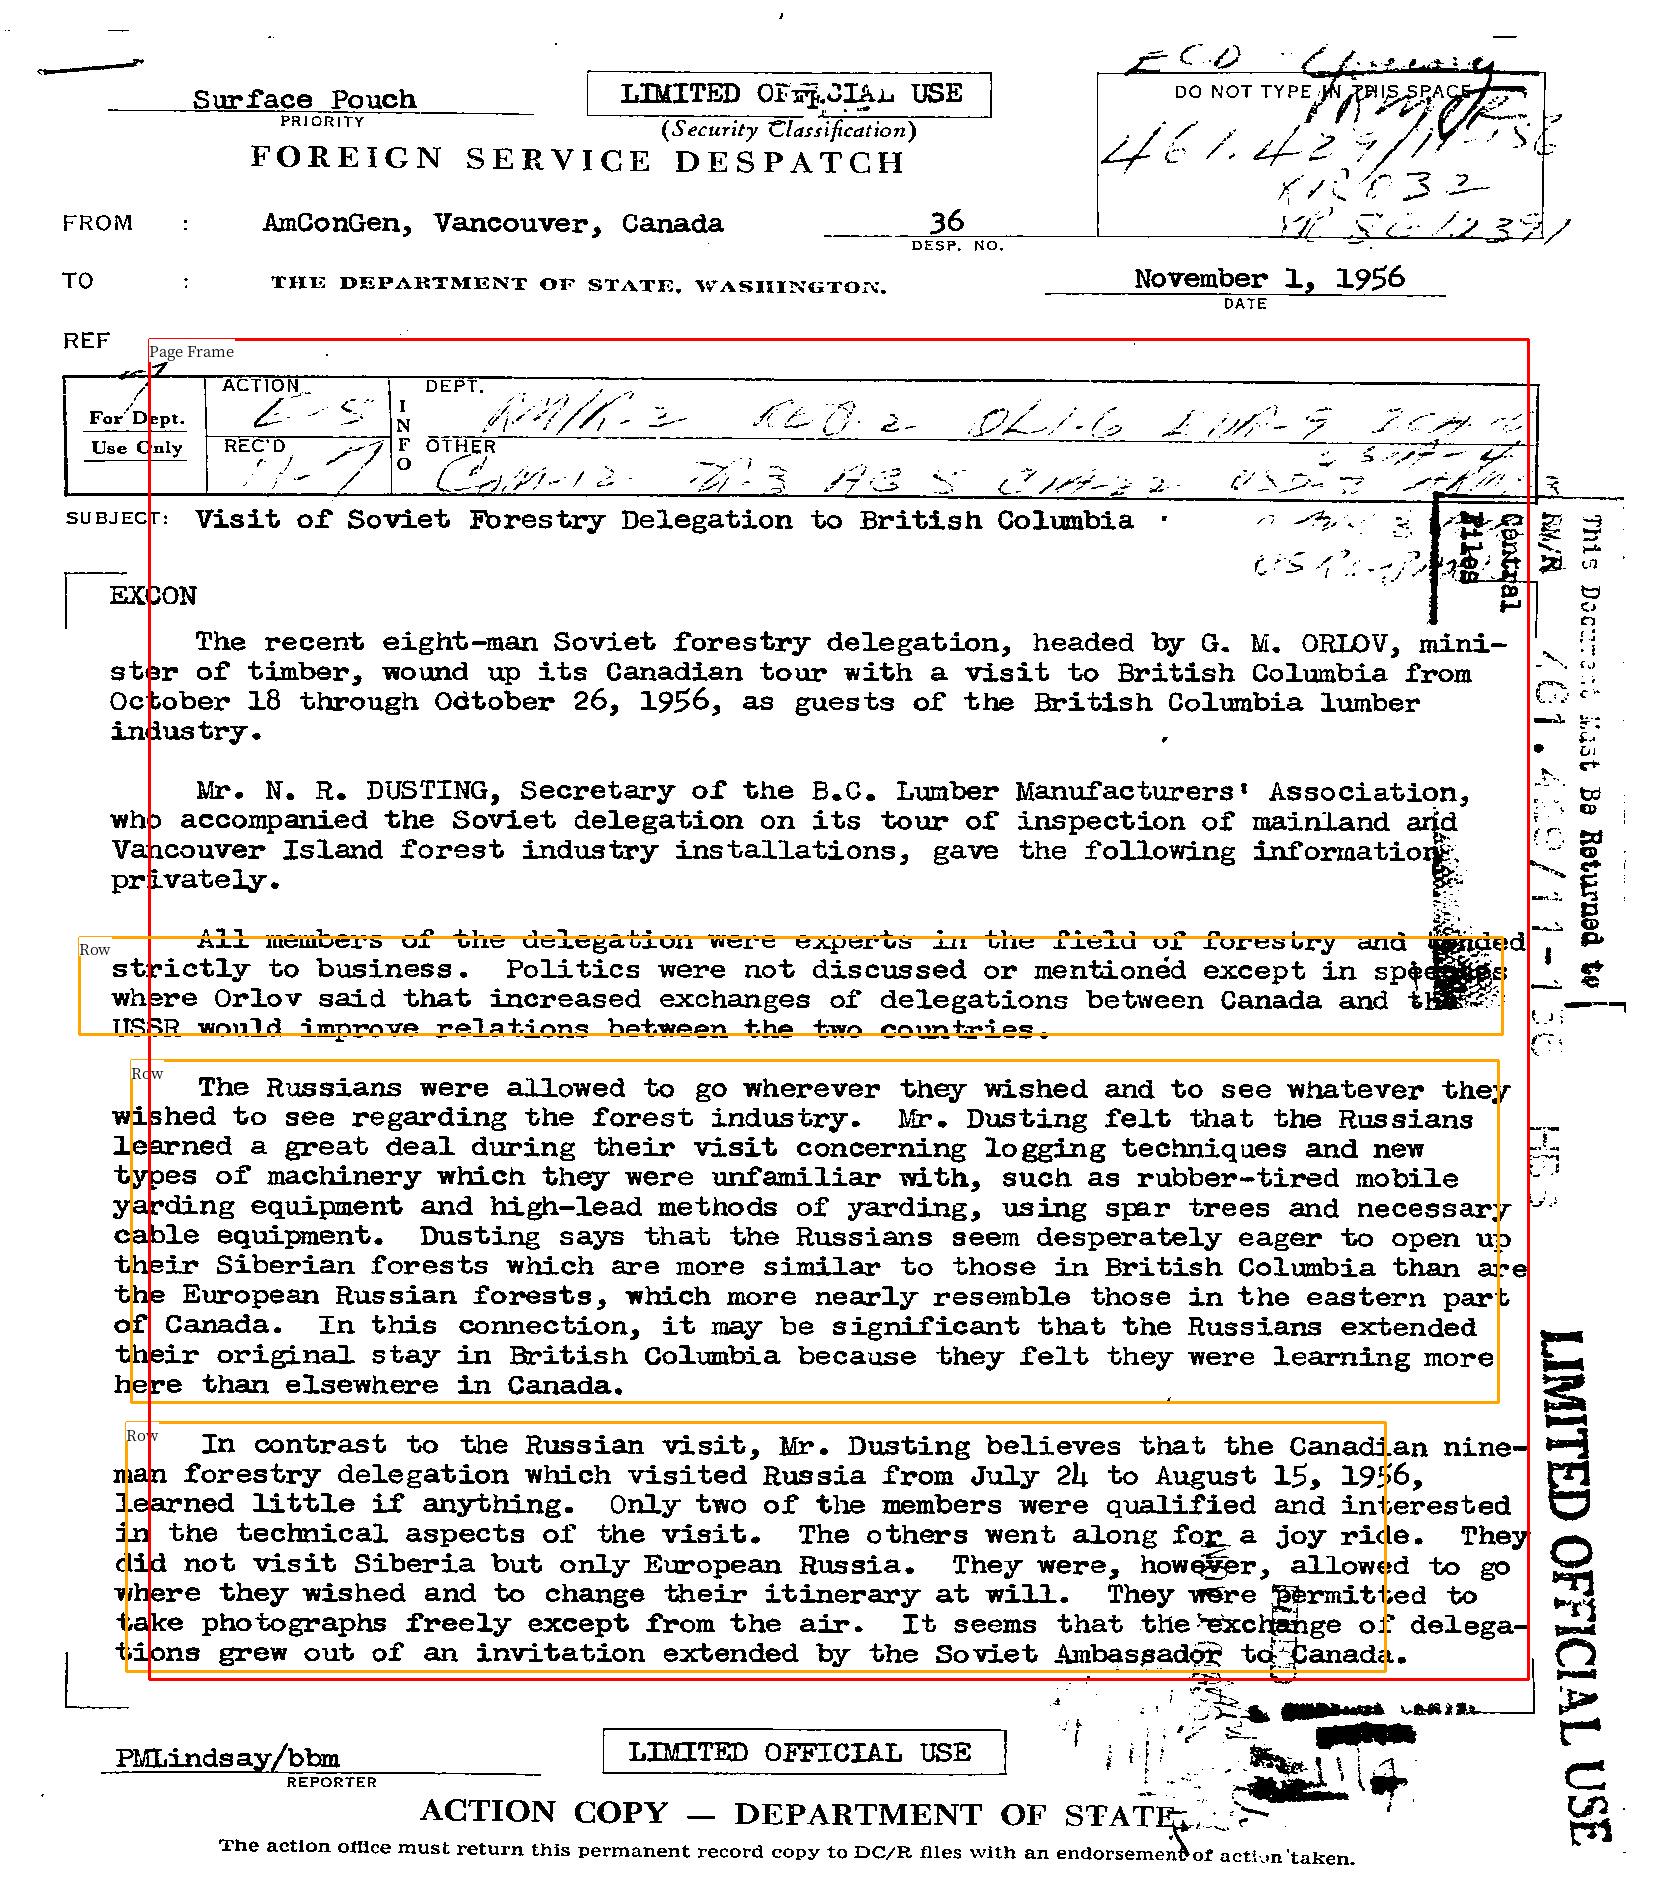 Surface Pouch
PRIORITY
LIMITED OFFICIAL USE
(Security Classification)
DO NOT TYPE IN THIS SPACE
FOREIGN SERVICE DESPATCH
461.429/11-156
FROM : AmConGen, Vancouver, Canada
36
DESP. NO.
TO : THE DEPARTMENT OF STATE, WASHINGTON.
November 1, 1956
DATE
REF
Page Frame
For Dept.
Use Only
ACTION
REC'D
INFO
DEPT.
OTHER
SUBJECT: Visit of Soviet Forestry Delegation to British Columbia
EXCON
The recent eight-man Soviet forestry delegation, headed by G. M. ORLOV, mini-
ster of timber, wound up its Canadian tour with a visit to British Columbia from
October 18 through Odtober 26, 1956, as guests of the British Columbia lumber
industry.
Mr. N. R. DUSTING, Secretary of the B.C. Lumber Manufacturers' Association,
who accompanied the Soviet delegation on its tour of inspection of mainland and
Vancouver Island forest industry installations, gave the following information
privately.
Row
All members of the delegation were experts in the field of forestry and tended
strictly to business. Politics were not discussed or mentioned except in speeches
where Orlov said that increased exchanges of delegations between Canada and the
USSR would improve relations between the two countries.
Row
The Russians were allowed to go wherever they wished and to see whatever they
wished to see regarding the forest industry. Mr. Dusting felt that the Russians
learned a great deal during their visit concerning logging techniques and new
types of machinery which they were unfamiliar with, such as rubber-tired mobile
yarding equipment and high-lead methods of yarding, using spar trees and necessary
cable equipment. Dusting says that the Russians seem desperately eager to open up
their Siberian forests which are more similar to those in British Columbia than are
the European Russian forests, which more nearly resemble those in the eastern part
of Canada. In this connection, it may be significant that the Russians extended
their original stay in British Columbia because they felt they were learning more
here than elsewhere in Canada.
Row
In contrast to the Russian visit, Mr. Dusting believes that the Canadian nine-
man forestry delegation which visited Russia from July 24 to August 15, 1956,
learned little if anything. Only two of the members were qualified and interested
in the technical aspects of the visit. The others went along for a joy ride. They
did not visit Siberia but only European Russia. They were, however, allowed to go
where they wished and to change their itinerary at will. They were permitted to
take photographs freely except from the air. It seems that the exchange of delega-
tions grew out of an invitation extended by the Soviet Ambassador to Canada.
This Document Must Be Returned to
RM/R
Central
Files
461.429/11-156
LIMITED OFFICIAL USE
PMLindsay/bbm
REPORTER
LIMITED OFFICIAL USE
ACTION COPY — DEPARTMENT OF STATE
The action office must return this permanent record copy to DC/R files with an endorsement of action taken.